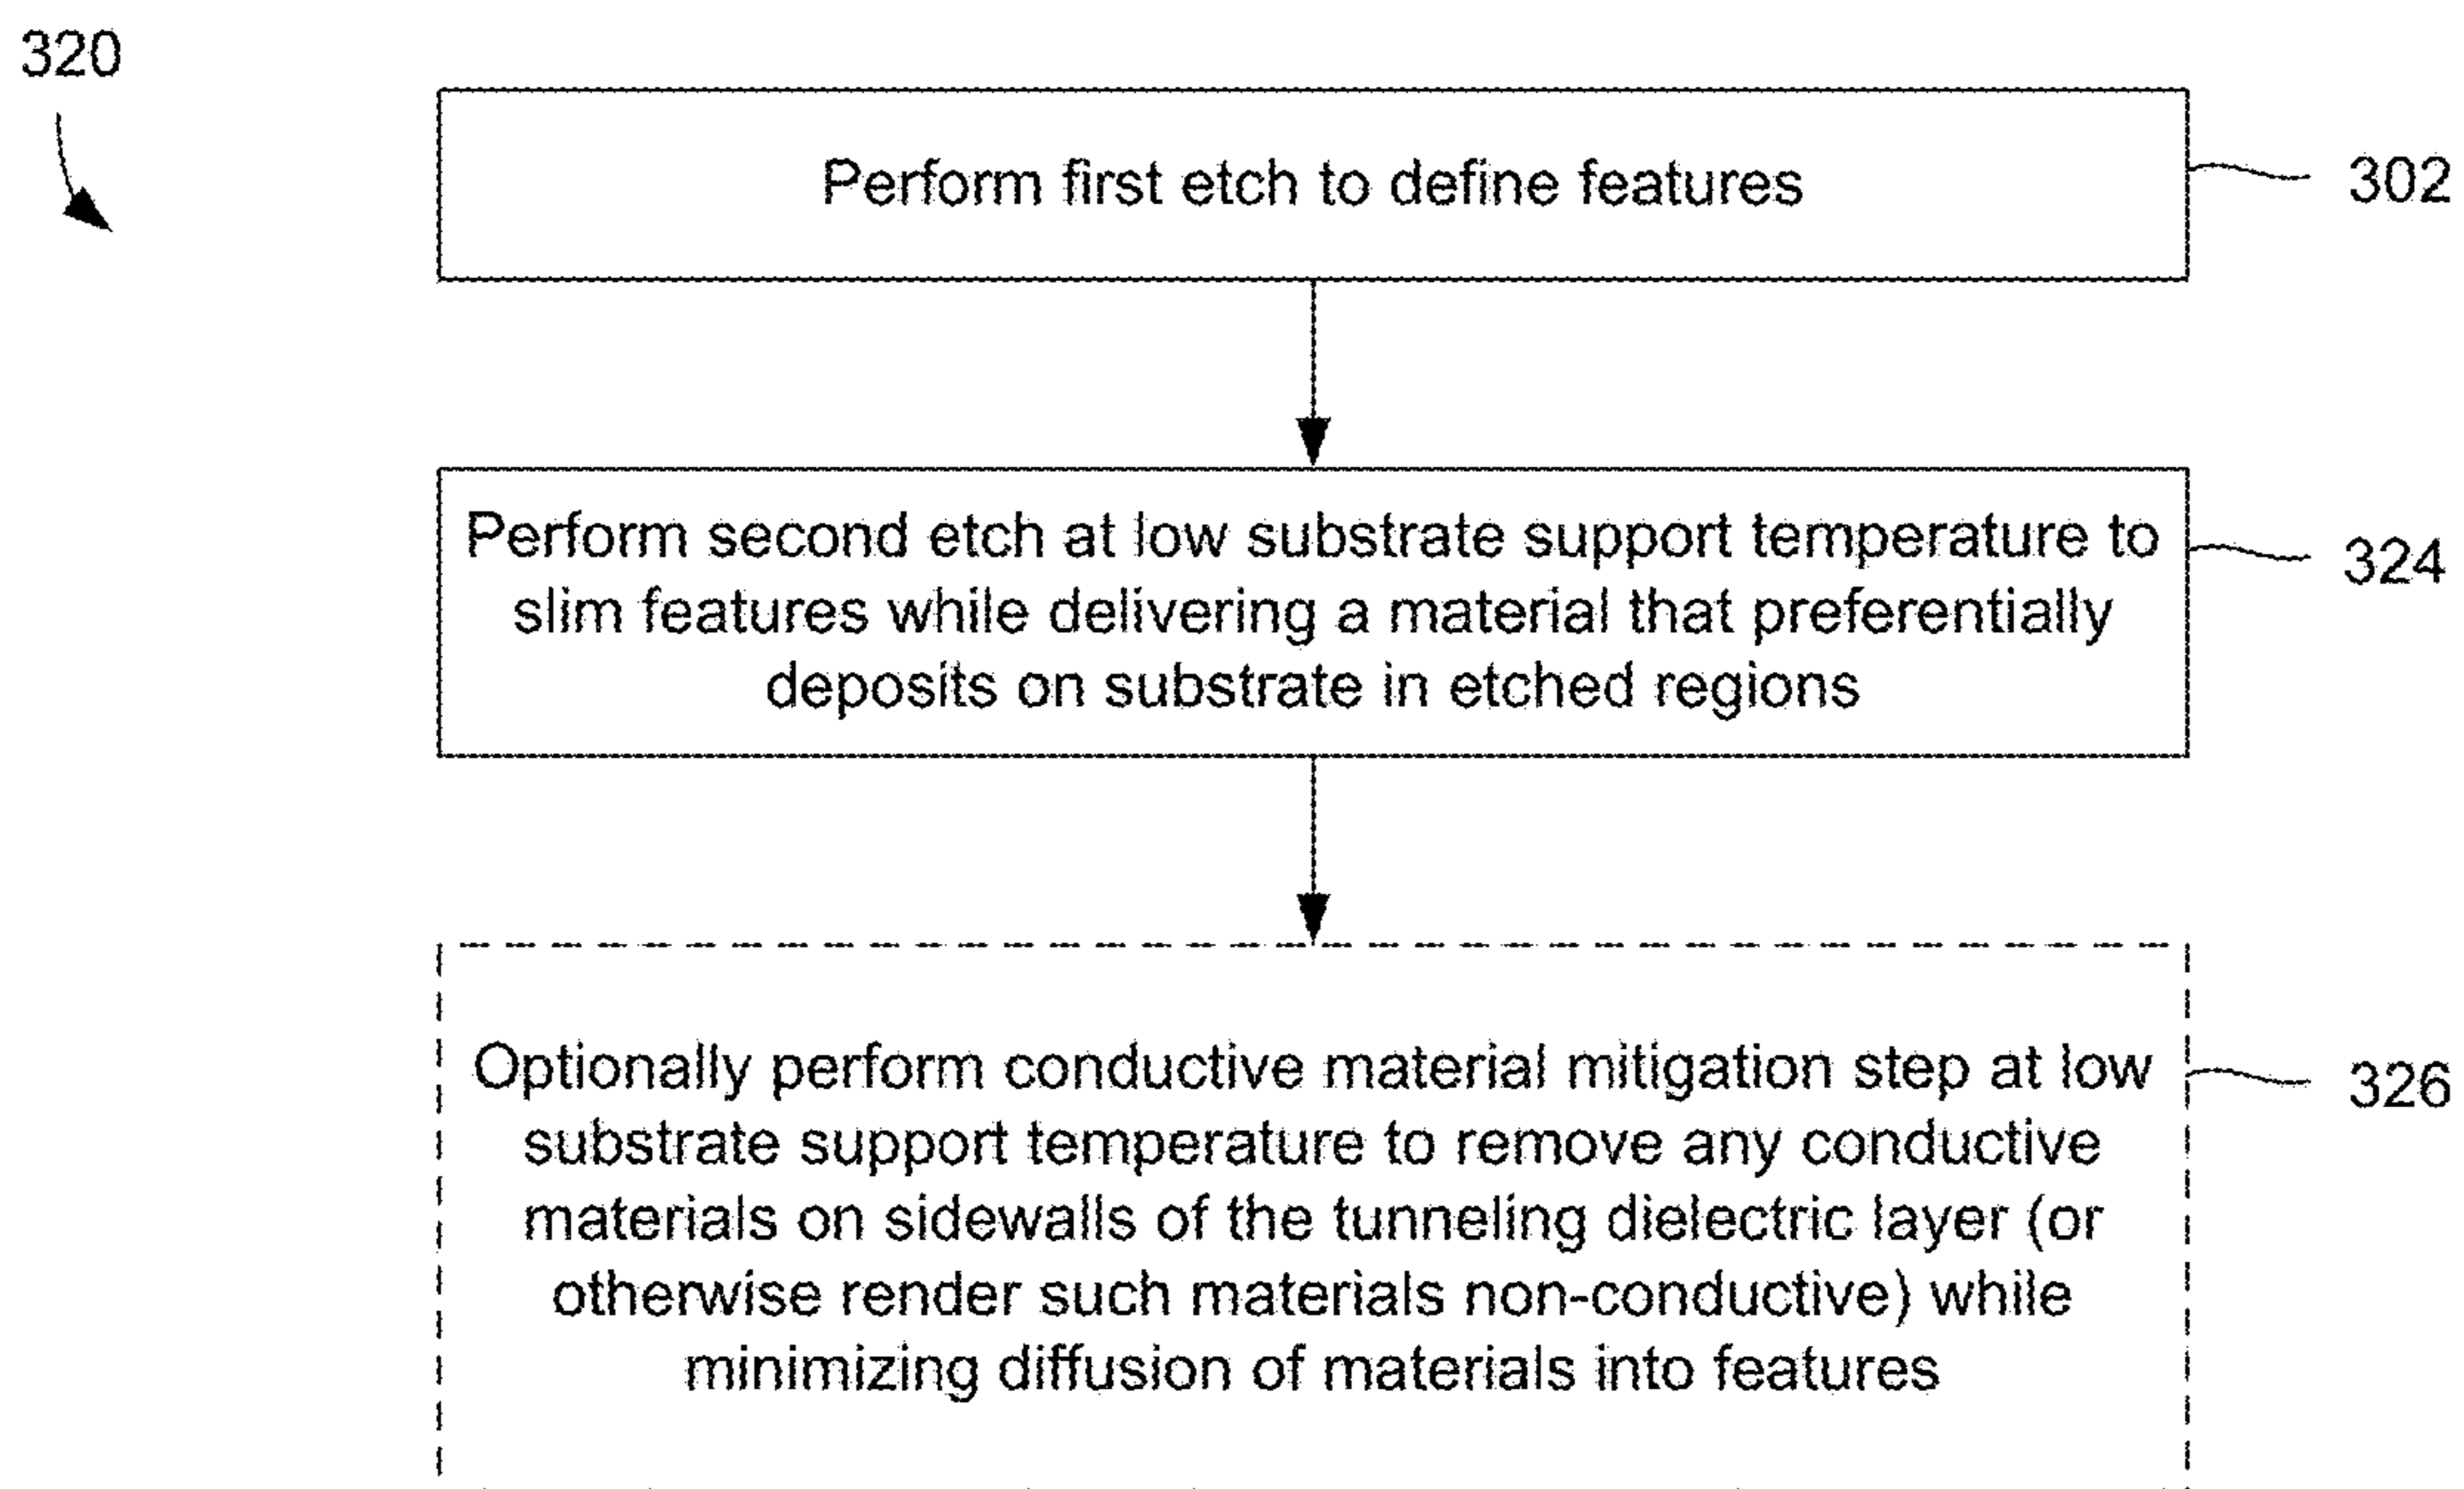 320
Perform first etch to define features
302
Perform second etch at low substrate support temperature to
slim features while delivering a material that preferentially
deposits on substrate in etched regions
324
Optionally perform conductive material mitigation step at low
substrate support temperature to remove any conductive
materials on sidewalls of the tunneling dielectric layer (or
otherwise render such materials non-conductive) while
minimizing diffusion of materials into features
326